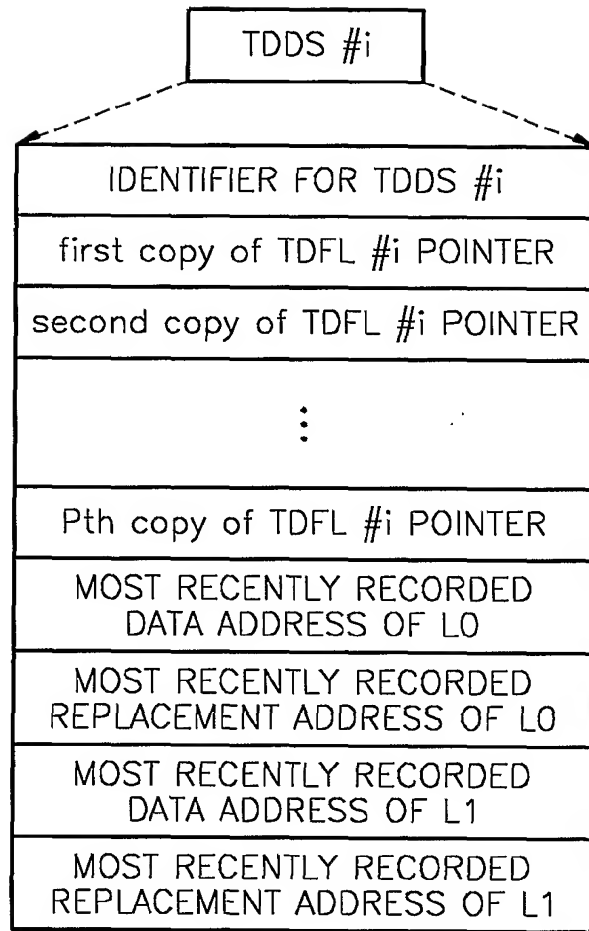 TDDS #i
IDENTIFIER FOR TDDS #i
first copy of TDFL #i POINTER
second copy of TDFL #i POINTER
⋮
Pth copy of TDFL #i POINTER
MOST RECENTLY RECORDED
DATA ADDRESS OF L0
MOST RECENTLY RECORDED
REPLACEMENT ADDRESS OF L0
MOST RECENTLY RECORDED
DATA ADDRESS OF L1
MOST RECENTLY RECORDED
REPLACEMENT ADDRESS OF L1